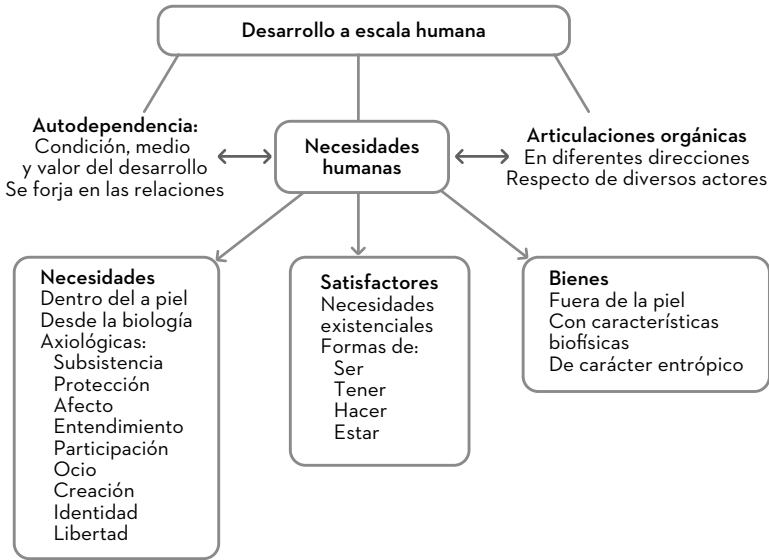 Desarrollo a escala humana
Autodependencia:
Condición, medio
y valor del desarrollo
Se forja en las relaciones
Necesidades
humanas
Articulaciones orgánicas
En diferentes direcciones
Respecto de diversos actores
Necesidades
Dentro del a piel
Desde la biología
Axiológicas:
Subsistencia
Protección
Afecto
Entendimiento
Participación
Ocio
Creación
Identidad
Libertad
Satisfactores
Necesidades
existenciales
Formas de:
Ser
Tener
Hacer
Estar
Bienes
Fuera de la piel
Con características
biofísicas
De carácter entrópico